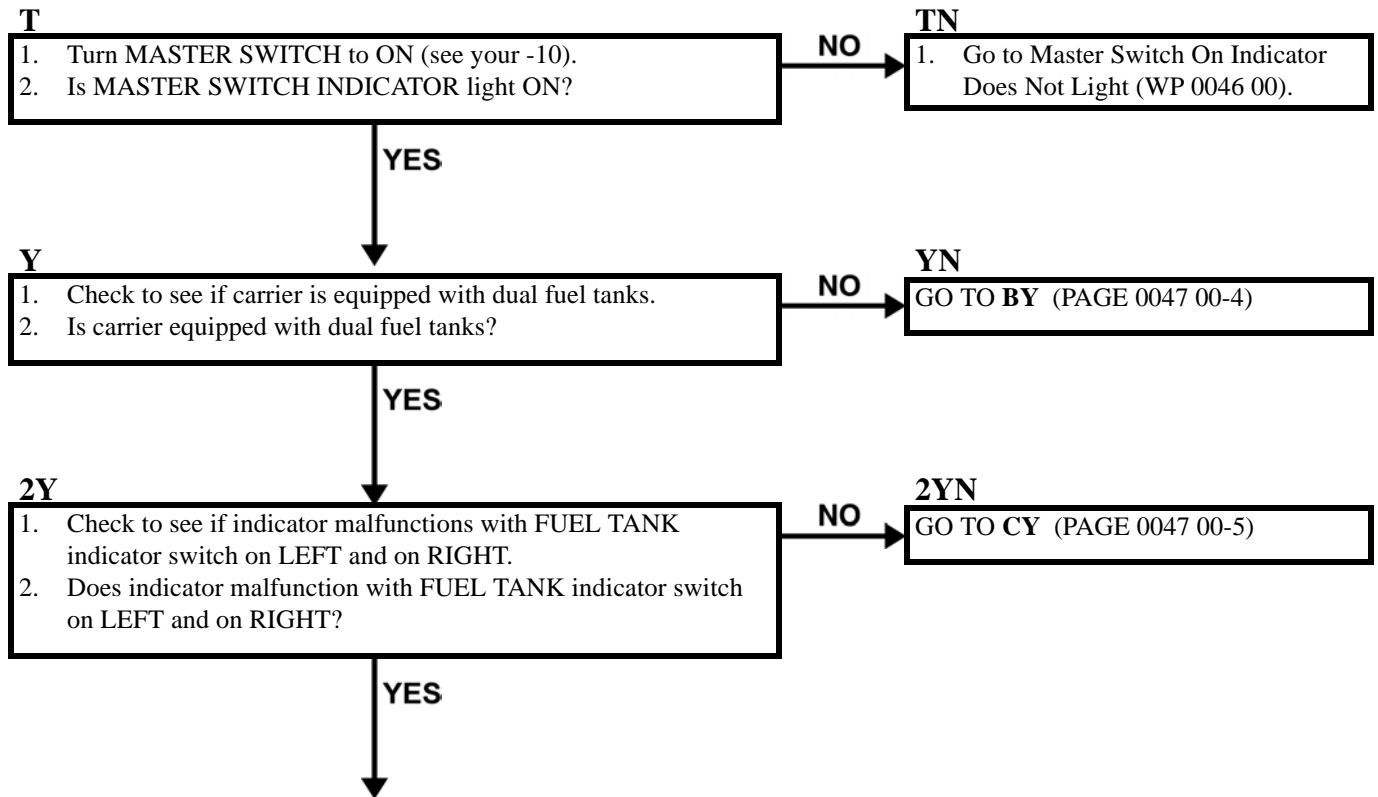 T
1. Turn MASTER SWITCH to ON (see your -10).
2. Is MASTER SWITCH INDICATOR light ON?
NO
TN
1. Go to Master Switch On Indicator
Does Not Light (WP 0046 00).
YES
Y
1. Check to see if carrier is equipped with dual fuel tanks.
2. Is carrier equipped with dual fuel tanks?
NO
YN
GO TO BY (PAGE 0047 00-4)
YES
2Y
1. Check to see if indicator malfunctions with FUEL TANK
indicator switch on LEFT and on RIGHT.
2. Does indicator malfunction with FUEL TANK indicator switch
on LEFT and on RIGHT?
NO
2YN
GO TO CY (PAGE 0047 00-5)
YES